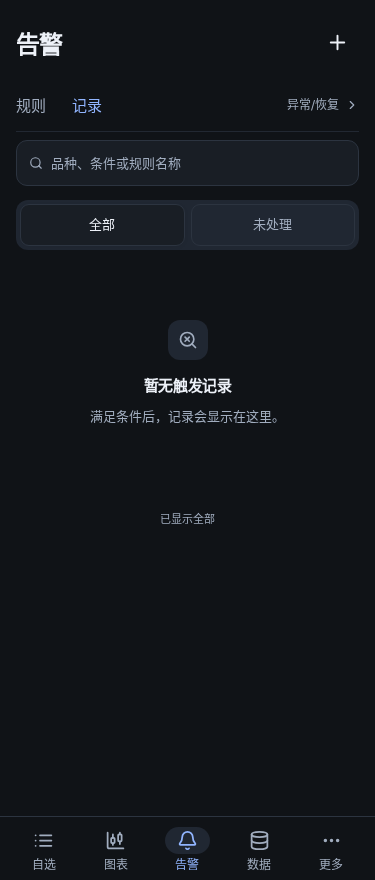 告警
规则 记录 异常/恢复
品种、条件或规则名称
全部 未处理
暂无触发记录
满足条件后，记录会显示在这里。
已显示全部
自选 图表 告警 数据 更多